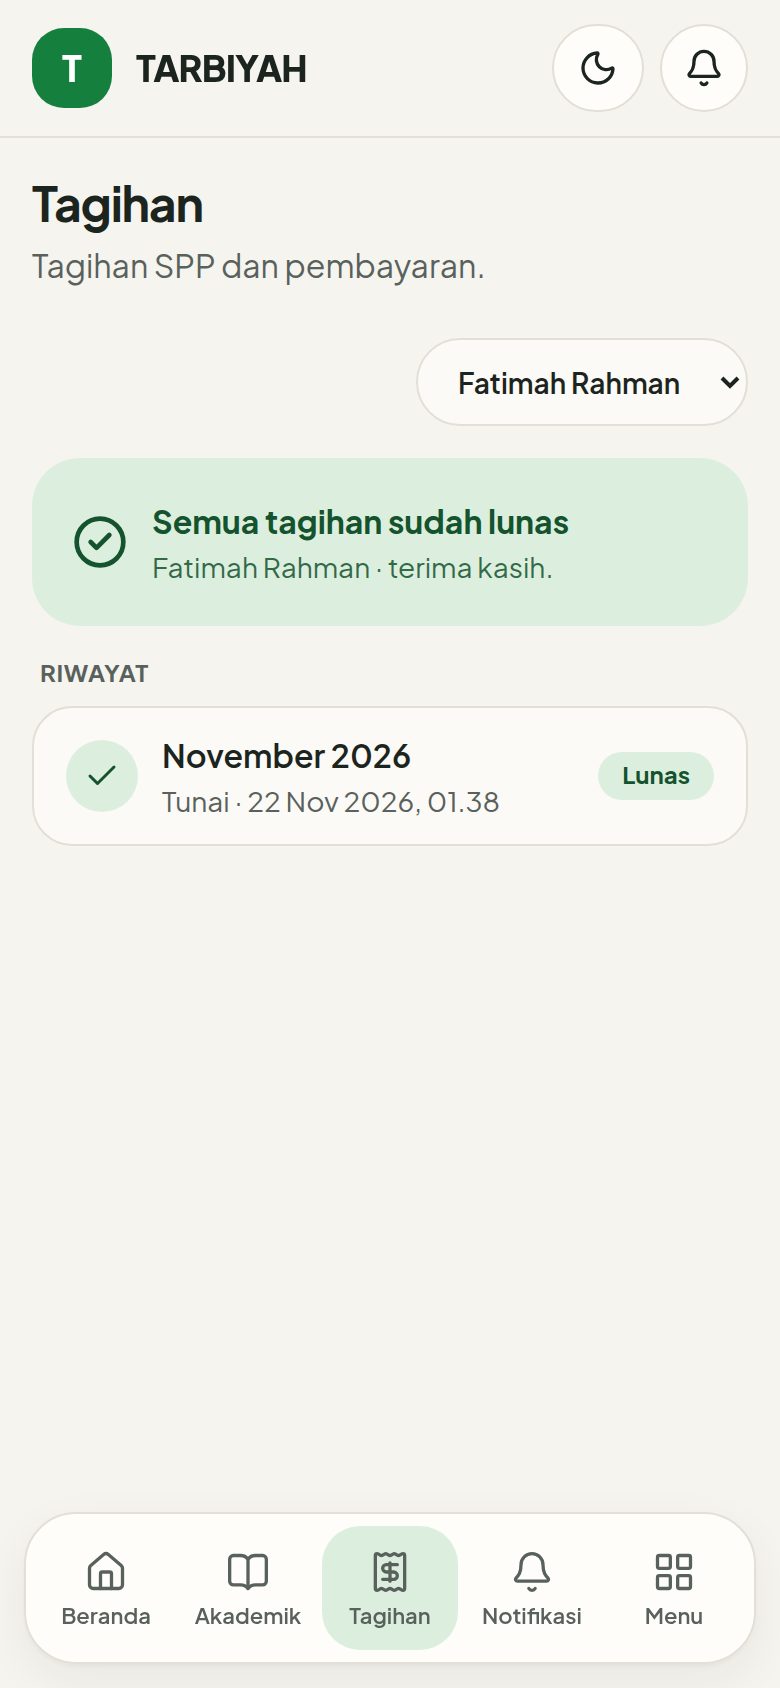 T
TARBIYAH
Tagihan
Tagihan SPP dan pembayaran.
Fatimah Rahman
Semua tagihan sudah lunas
Fatimah Rahman · terima kasih.
RIWAYAT
November 2026
Tunai · 22 Nov 2026, 01.38
Lunas
Beranda
Akademik
Tagihan
Notifikasi
Menu